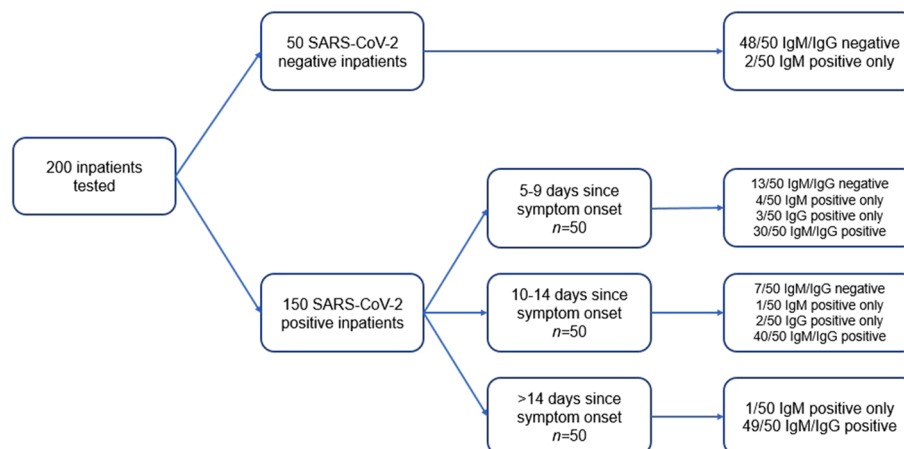 50 SARS-CoV-2
negative inpatients
48/50 IgM/IgG negative
2/50 IgM positive only
200 inpatients
tested
5-9 days since
symptom onset
n=50
13/50 IgM/IgG negative
4/50 IgM positive only
3/50 IgG positive only
30/50 IgM/IgG positive
150 SARS-CoV-2
positive inpatients
10-14 days since
symptom onset
n=50
7/50 IgM/IgG negative
1/50 IgM positive only
2/50 IgG positive only
40/50 IgM/IgG positive
>14 days since
symptom onset
n=50
1/50 IgM positive only
49/50 IgM/IgG positive